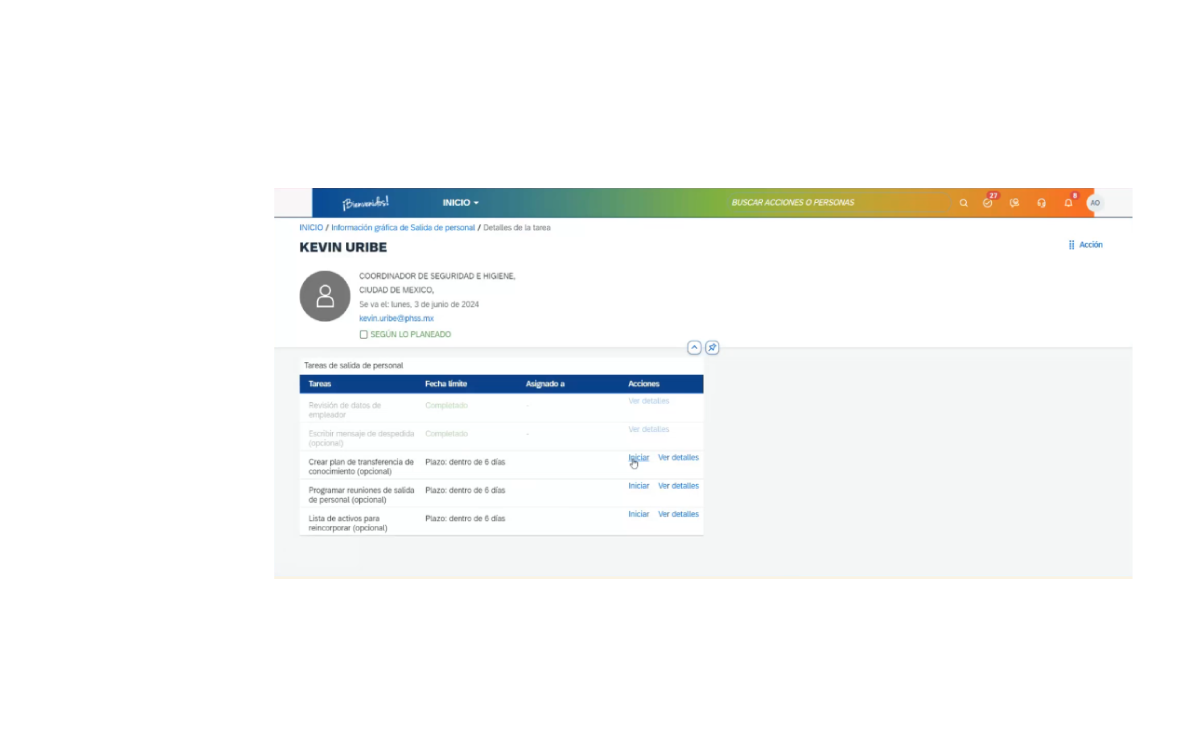 ¡Bienvenid@s!
INICIO
BUSCAR ACCIONES O PERSONAS
27
8
AO
INICIO / Información gráfica de Salida de personal / Detalles de la tarea
KEVIN URIBE
Acción
COORDINADOR DE SEGURIDAD E HIGIENE,
CIUDAD DE MEXICO,
Se va el: lunes, 3 de junio de 2024
kevin.uribe@phss.mx
SEGÚN LO PLANEADO
Tareas de salida de personal
Tareas Fecha límite Asignado a Acciones
Revisión de datos de Completado - Ver detalles
empleador
Escribir mensaje de despedida Completado - Ver detalles
(opcional)
Crear plan de transferencia de Plazo: dentro de 6 días Iniciar Ver detalles
conocimiento (opcional)
Programar reuniones de salida Plazo: dentro de 6 días Iniciar Ver detalles
de personal (opcional)
Lista de activos para Plazo: dentro de 6 días Iniciar Ver detalles
reincorporar (opcional)